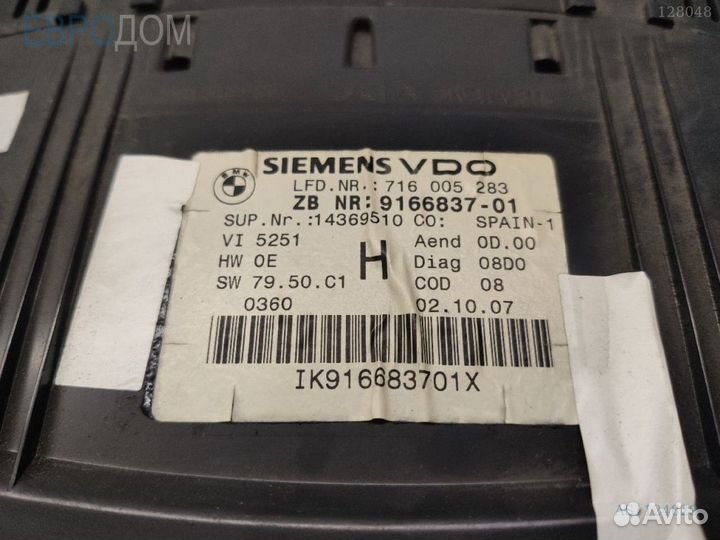 ЕВРОДОМ
128048
BMW
SIEMENS VDO
LFD.NR.:716 005 283
ZB NR:9166837-01
SUP.Nr.:14369510 CO: SPAIN-1
VI 5251 Aend 0D.00
HW 0E H Diag 08D0
SW 79.50.C1 COD 08
0360 02.10.07
IK916683701X
Avito